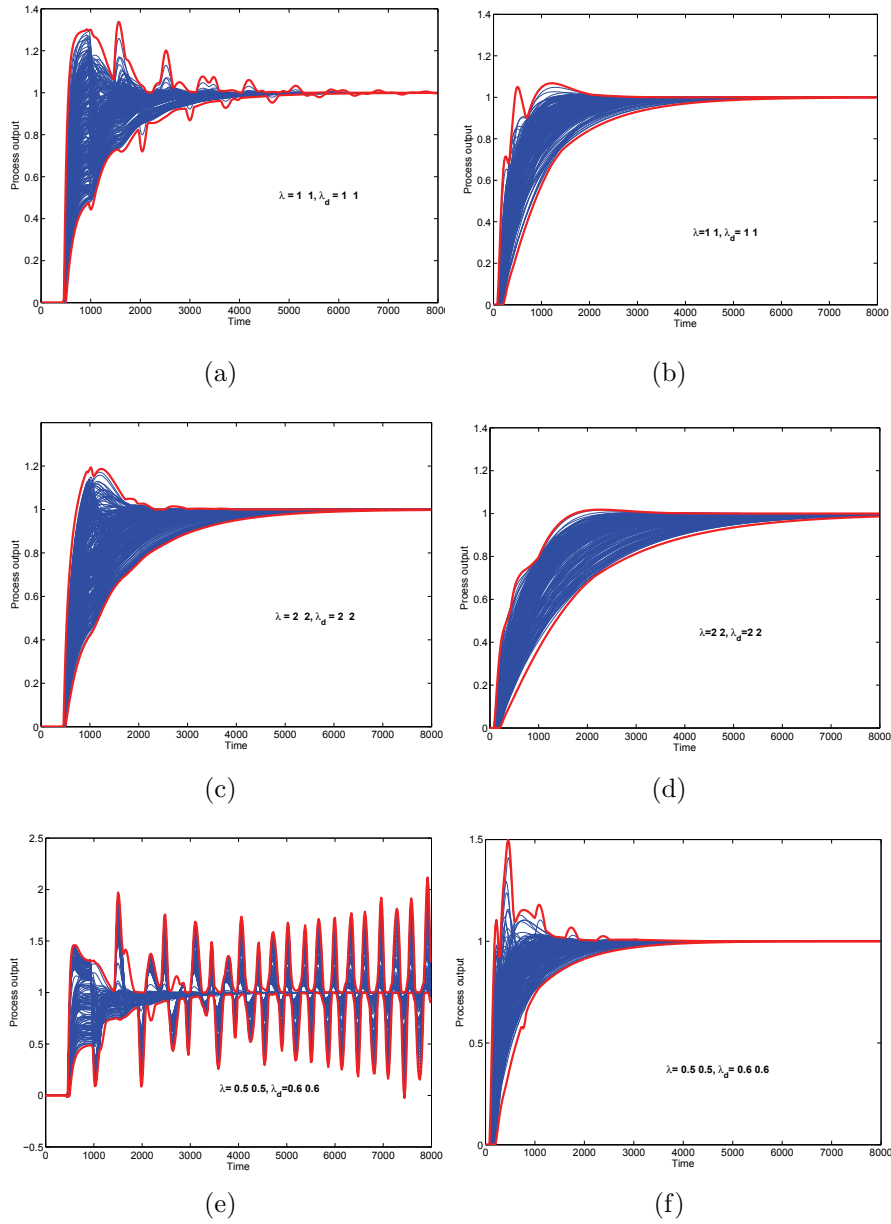 1.4
1.2
1
0.8
0.6
0.4
0.2
0
Process output
λ = 1 1, λd = 1 1
0 1000 2000 3000 4000 5000 6000 7000 8000
Time
(a)
1.4
1.2
1
0.8
0.6
0.4
0.2
0
Process output
λ=1 1, λd= 1 1
0 1000 2000 3000 4000 5000 6000 7000 8000
Time
(b)
1.2
1
0.8
0.6
0.4
0.2
0
Process output
λ = 2 2, λd = 2 2
0 1000 2000 3000 4000 5000 6000 7000 8000
Time
(c)
1.4
1.2
1
0.8
0.6
0.4
0.2
0
Process output
λ=2 2, λd=2 2
0 1000 2000 3000 4000 5000 6000 7000 8000
Time
(d)
2.5
2
1.5
1
0.5
0
−0.5
Process output
λ= 0.5 0.5, λd=0.6 0.6
0 1000 2000 3000 4000 5000 6000 7000 8000
Time
(e)
1.5
1
0.5
0
Process output
λ= 0.5 0.5, λd= 0.6 0.6
0 1000 2000 3000 4000 5000 6000 7000 8000
Time
(f)